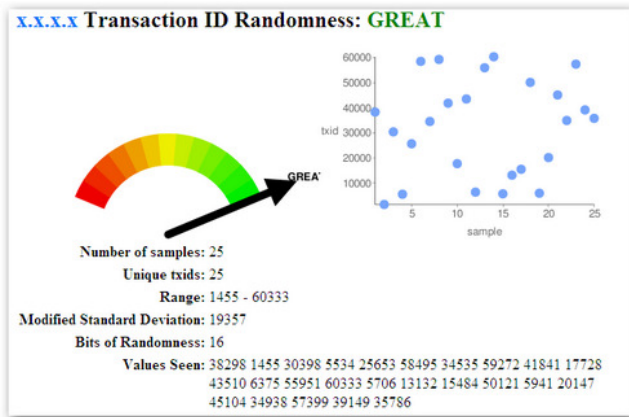 x.x.x.x Transaction ID Randomness: GREAT
GREAT
60000
50000
40000
txid 30000
20000
10000
5 10 15 20 25
sample
Number of samples: 25
Unique txids: 25
Range: 1455 - 60333
Modified Standard Deviation: 19357
Bits of Randomness: 16
Values Seen: 38298 1455 30398 5534 25653 58495 34535 59272 41841 17728
43510 6375 55951 60333 5706 13132 15484 50121 5941 20147
45104 34938 57399 39149 35786